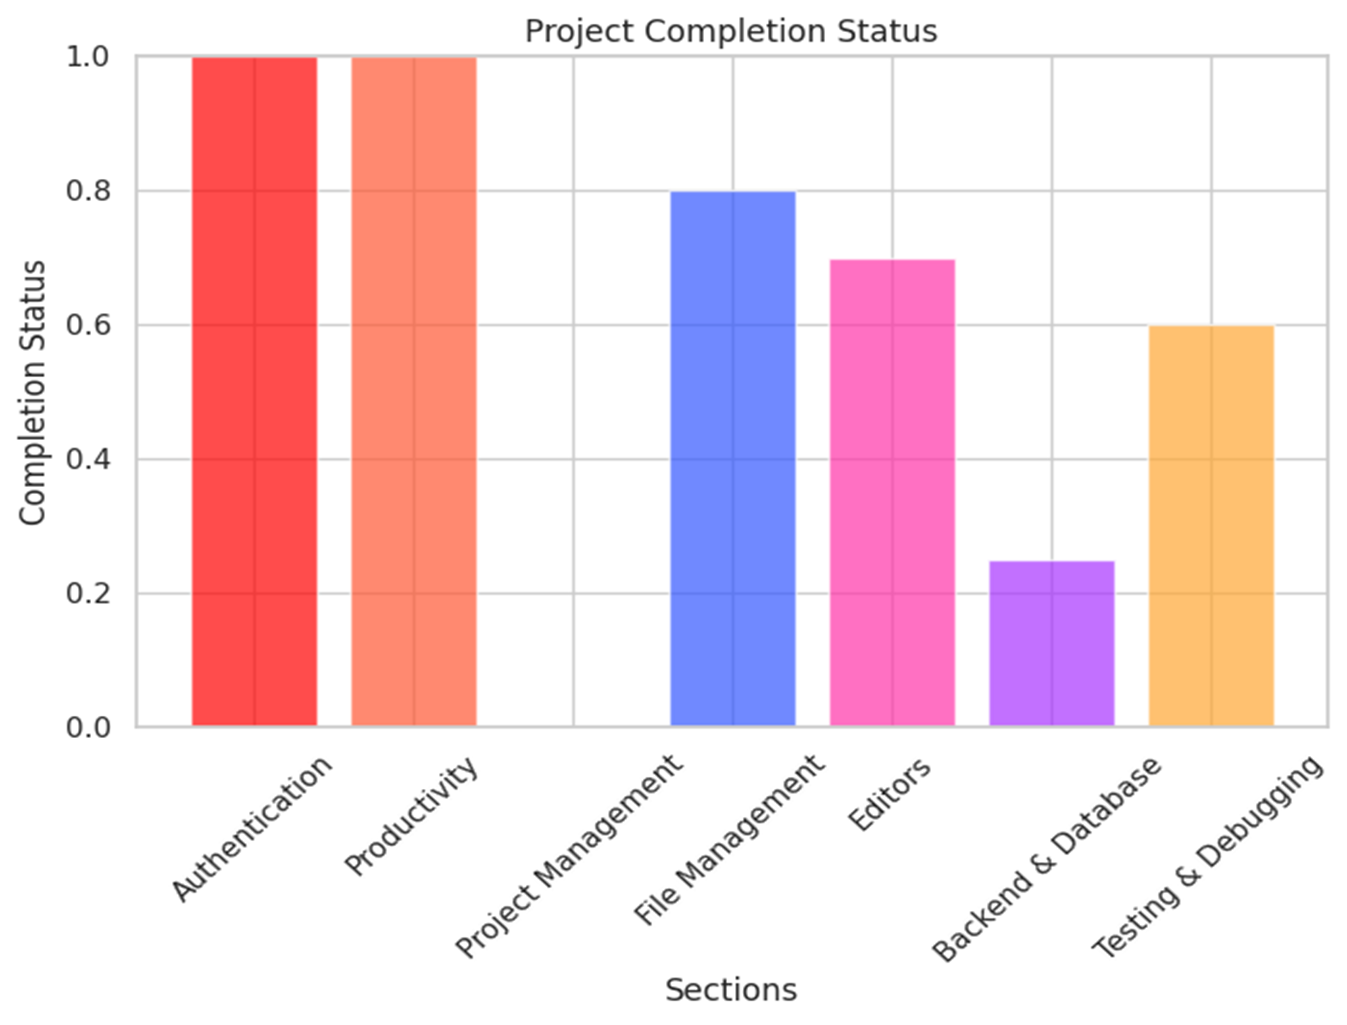 Project Completion Status
1.0
0.8
0.6
0.4
0.2
0.0
Completion Status
Authentication
Productivity
Project Management
File Management
Editors
Backend & Database
Testing & Debugging
Sections